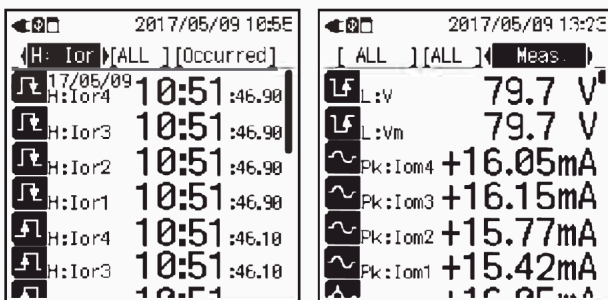 2017/05/09 10:55
H: Ior [ALL ][Occurred]
17/05/09
H:Ior4 10:51:46.90
H:Ior3 10:51:46.90
H:Ior2 10:51:46.90
H:Ior1 10:51:46.90
H:Ior4 10:51:46.10
H:Ior3 10:51:46.10
2017/05/09 13:23
[ ALL ][ALL ] Meas.
L:V 79.7 V
L:Vm 79.7 V
Pk:Iom4 +16.05mA
Pk:Iom3 +16.15mA
Pk:Iom2 +15.77mA
Pk:Iom1 +15.42mA